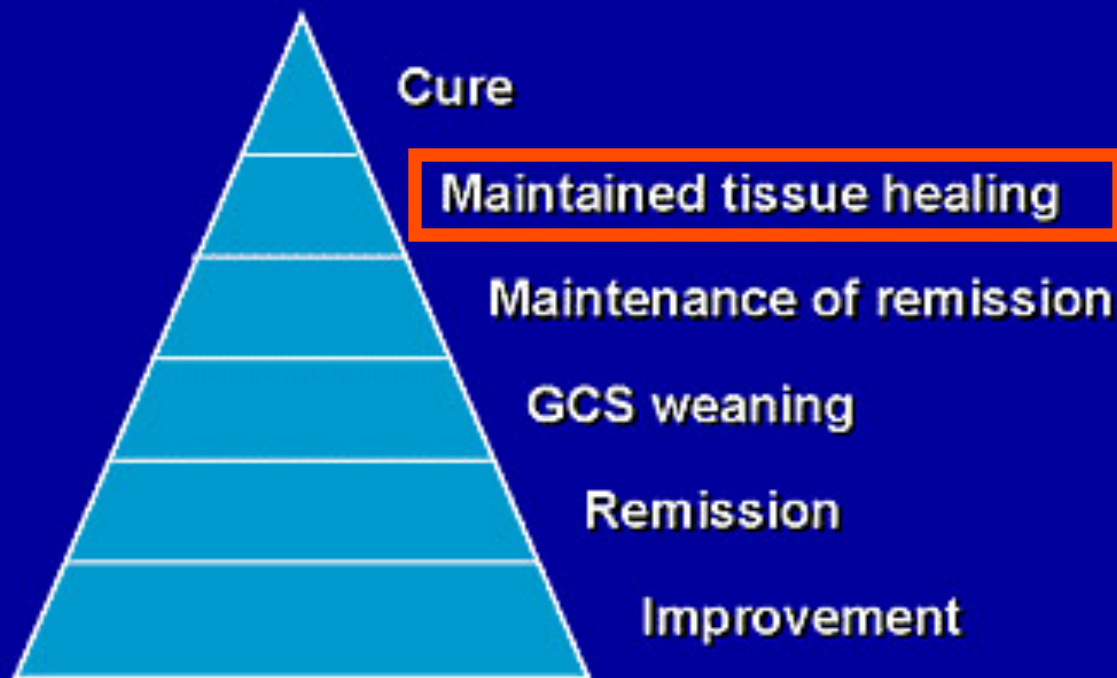 Cure
Maintained tissue healing
Maintenance of remission
GCS weaning
Remission
Improvement